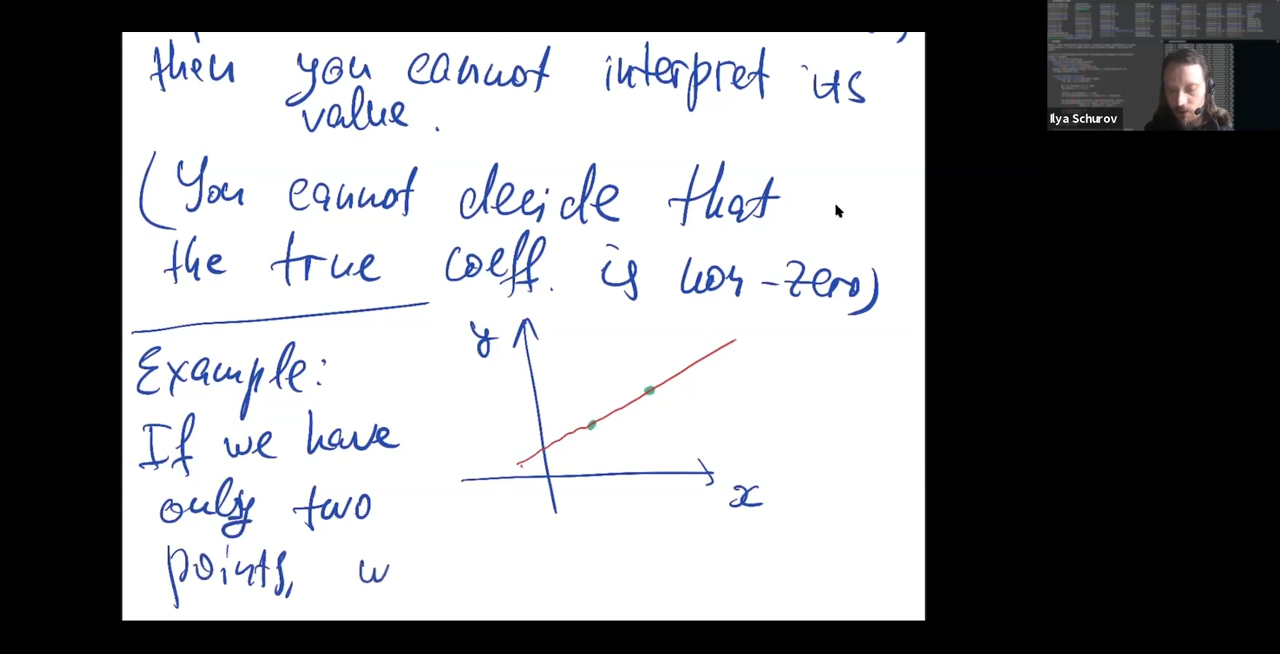 then you cannot interpret its
value.
(You cannot decide that
the true coeff. is non-zero)
Example:
y
If we have
only two
x
points, w
Ilya Schurov